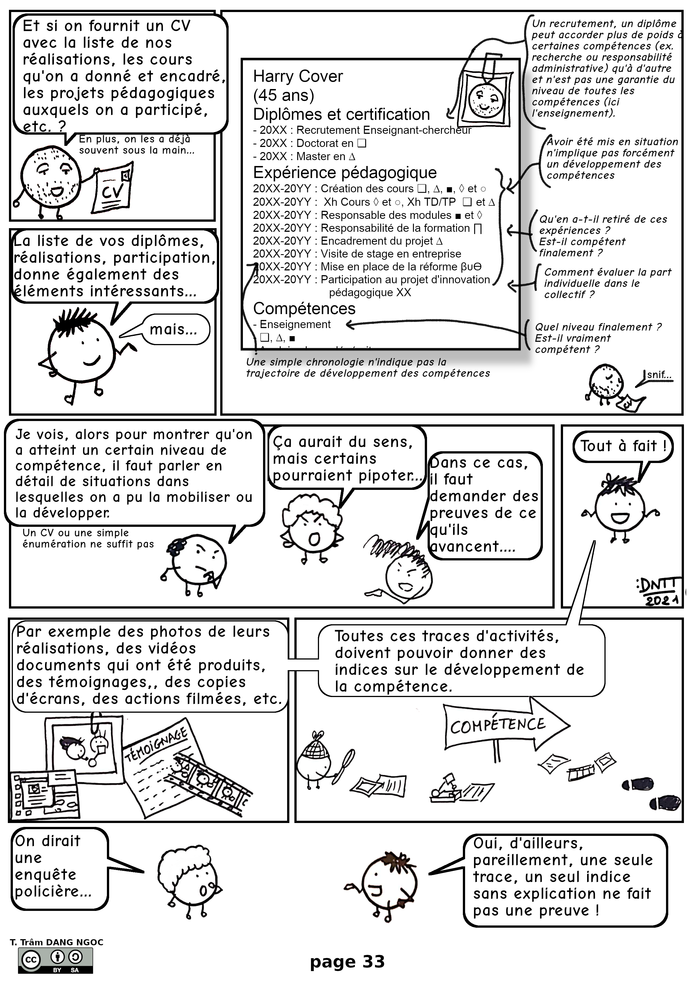 Et si on fournit un CV
avec la liste de nos
réalisations, les cours
qu'on a donné et encadré,
les projets pédagogiques
auxquels on a participé,
etc. ?
En plus, on les a déjà
souvent sous la main...
CV
Harry Cover
(45 ans)
Diplômes et certification
- 20XX : Recrutement Enseignant-chercheur
- 20XX : Doctorat en ❑
- 20XX : Master en ∆
Expérience pédagogique
20XX-20YY : Création des cours ❑, ∆, ■, ◊ et ○
20XX-20YY :  Xh Cours ◊ et ○, Xh TD/TP  ❑ et ∆
20XX-20YY : Responsable des modules ■ et ◊
20XX-20YY : Responsabilité de la formation ∏
20XX-20YY : Encadrement du projet ∆
20XX-20YY : Visite de stage en entreprise
20XX-20YY : Mise en place de la réforme βυΘ
20XX-20YY : Participation au projet d'innovation
pédagogique XX
Compétences
- Enseignement
❑, ∆, ■
Un recrutement, un diplôme
peut accorder plus de poids à
certaines compétences (ex.
recherche ou responsabilité
administrative) qu'à d'autre
et n'est pas une garantie du
niveau de toutes les
compétences (ici
l'enseignement).
Avoir été mis en situation
n'implique pas forcément
un développement des
compétences
Qu'en a-t-il retiré de ces
expériences ?
Est-il compétent
finalement ?
Comment évaluer la part
individuelle dans le
collectif ?
Quel niveau finalement ?
Est-il vraiment
compétent ?
Une simple chronologie n'indique pas la
trajectoire de développement des compétences
snif...
La liste de vos diplômes,
réalisations, participation,
donne également des
éléments intéressants...
mais...
Je vois, alors pour montrer qu'on
a atteint un certain niveau de
compétence, il faut parler en
détail de situations dans
lesquelles on a pu la mobiliser ou
la développer.
Un CV ou une simple
énumération ne suffit pas
Ça aurait du sens,
mais certains
pourraient pipoter...
Dans ce cas,
il faut
demander des
preuves de ce
qu'ils
avancent....
Tout à fait !
:DNTT
2021
Par exemple des photos de leurs
réalisations, des vidéos
documents qui ont été produits,
des témoignages,, des copies
d'écrans, des actions filmées, etc.
TÉMOIGNAGE
Toutes ces traces d'activités,
doivent pouvoir donner des
indices sur le développement de
la compétence.
COMPÉTENCE
On dirait
une
enquête
policière...
Oui, d'ailleurs,
pareillement, une seule
trace, un seul indice
sans explication ne fait
pas une preuve !
T. Trâm DANG NGOC
CC BY SA
page 33